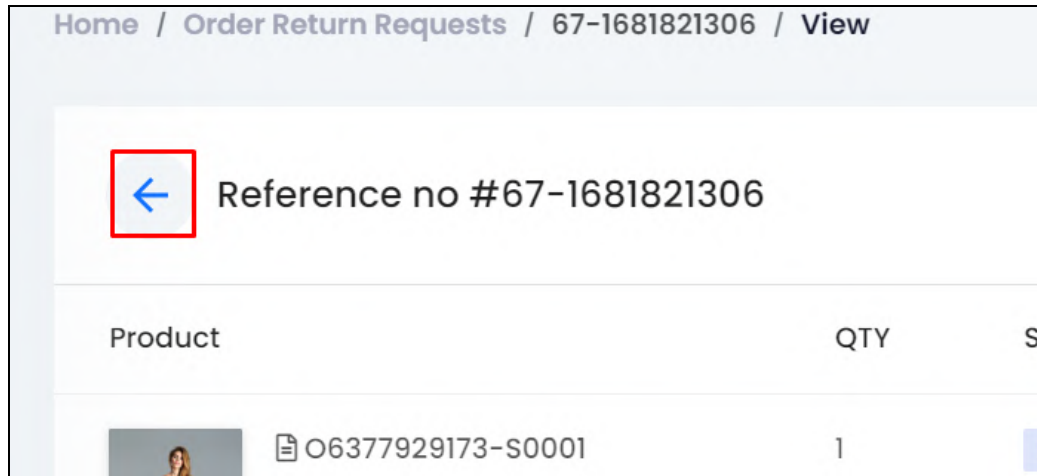 Home / Order Return Requests / 67-1681821306 / View
Reference no #67-1681821306
Product QTY S
O6377929173-S0001 1